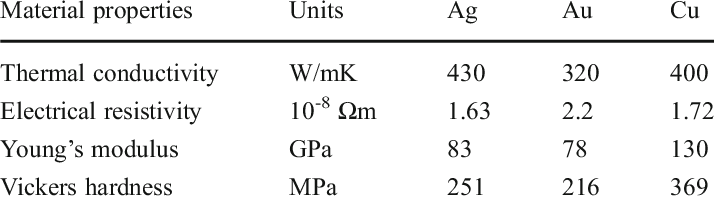 Material properties Units Ag Au Cu
Thermal conductivity W/mK 430 320 400
Electrical resistivity 10⁻⁸ Ωm 1.63 2.2 1.72
Young’s modulus GPa 83 78 130
Vickers hardness MPa 251 216 369